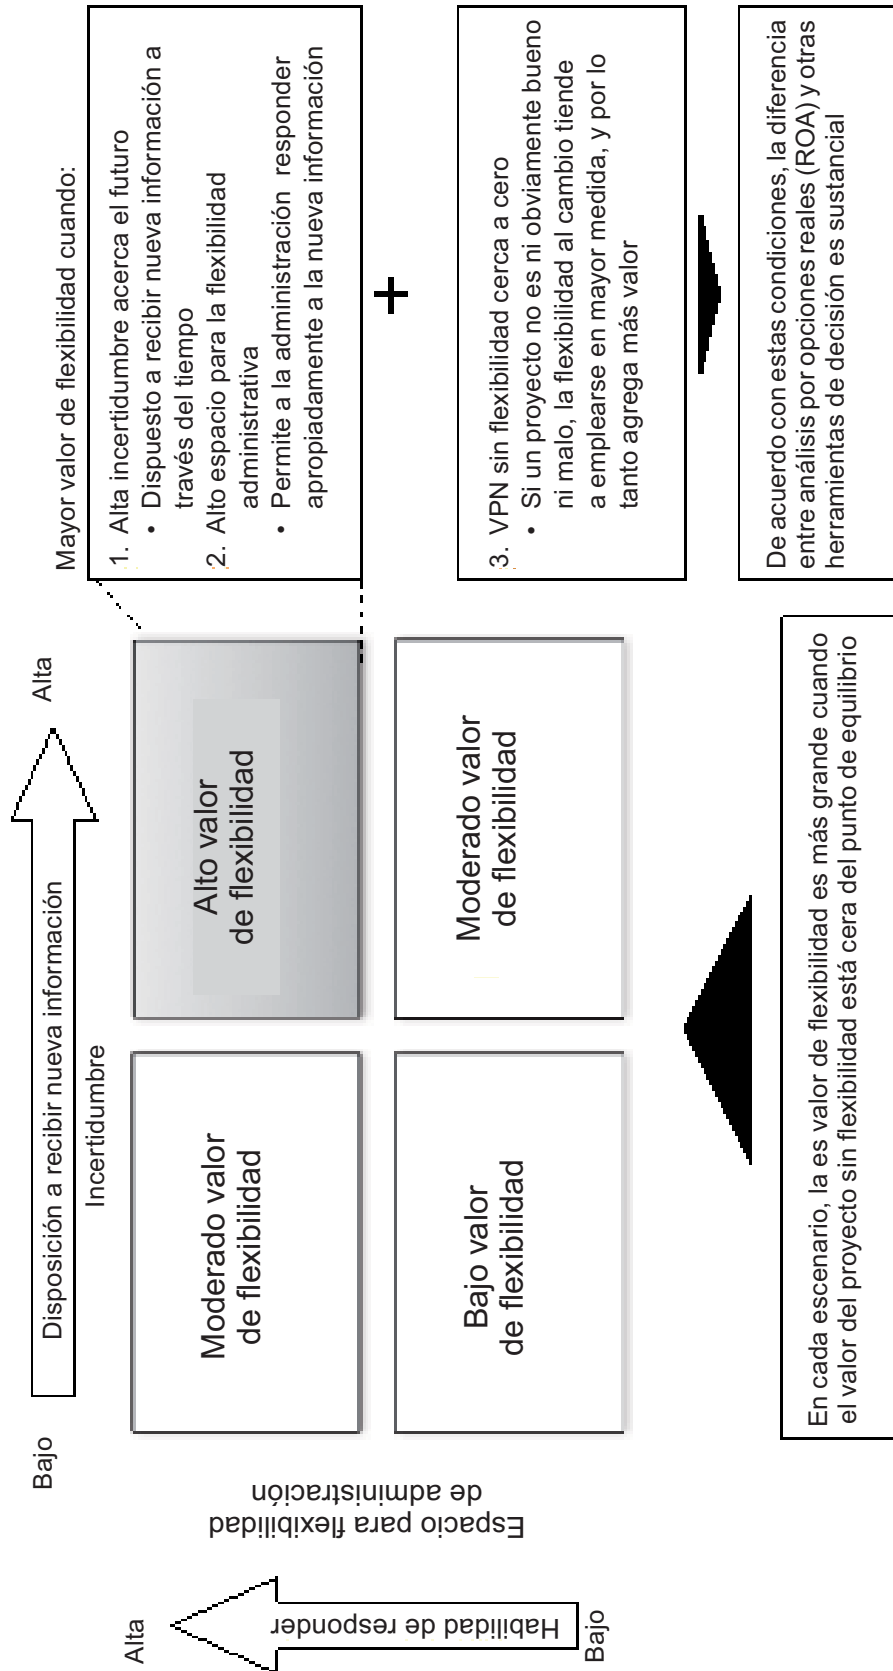 Bajo
Disposición a recibir nueva información
Alta
Incertidumbre
Alta
Habilidad de responder
Bajo
Espacio para flexibilidad
de administración
Moderado valor
de flexibilidad
Alto valor
de flexibilidad
Bajo valor
de flexibilidad
Moderado valor
de flexibilidad
Mayor valor de flexibilidad cuando:
1. Alta incertidumbre acerca el futuro
• Dispuesto a recibir nueva información a
través del tiempo
2. Alto espacio para la flexibilidad
administrativa
• Permite a la administración responder
apropiadamente a la nueva información
+
3. VPN sin flexibilidad cerca a cero
• Si un proyecto no es ni obviamente bueno
ni malo, la flexibilidad al cambio tiende
a emplearse en mayor medida, y por lo
tanto agrega más valor
En cada escenario, la es valor de flexibilidad es más grande cuando
el valor del proyecto sin flexibilidad está cera del punto de equilibrio
De acuerdo con estas condiciones, la diferencia
entre análisis por opciones reales (ROA) y otras
herramientas de decisión es sustancial